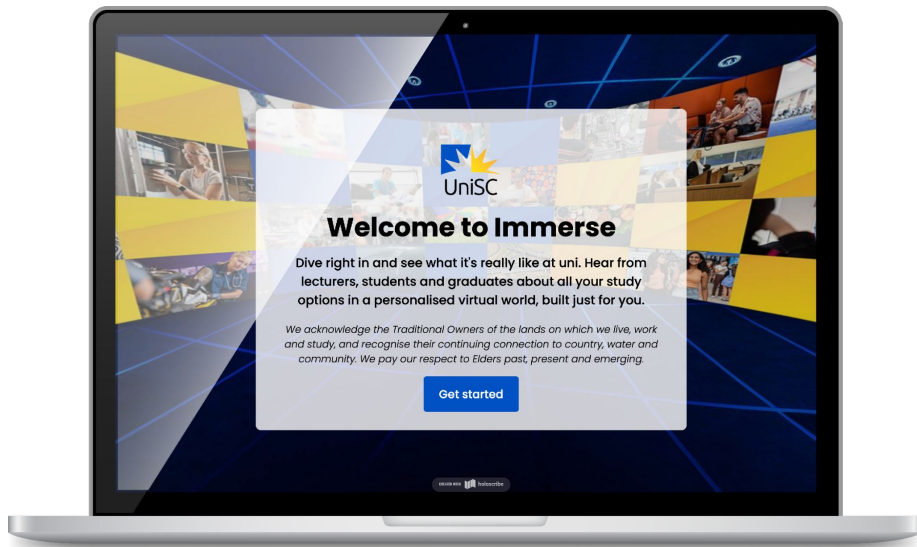 UniSC
Welcome to Immerse
Dive right in and see what it's really like at uni. Hear from
lecturers, students and graduates about all your study
options in a personalised virtual world, built just for you.
We acknowledge the Traditional Owners of the lands on which we live, work
and study, and recognise their continuing connection to country, water and
community. We pay our respect to Elders past, present and emerging.
Get started
CREATED WITH holoscribe